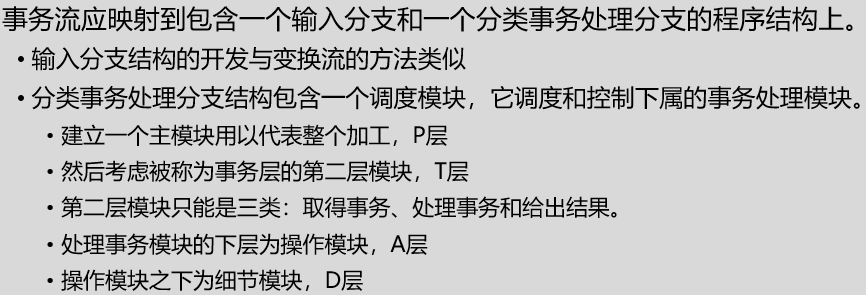 事务流应映射到包含一个输入分支和一个分类事务处理分支的程序结构上。
• 输入分支结构的开发与变换流的方法类似
• 分类事务处理分支结构包含一个调度模块，它调度和控制下属的事务处理模块。
• 建立一个主模块用以代表整个加工，P层
• 然后考虑被称为事务层的第二层模块，T层
• 第二层模块只能是三类：取得事务、处理事务和给出结果。
• 处理事务模块的下层为操作模块，A层
• 操作模块之下为细节模块，D层